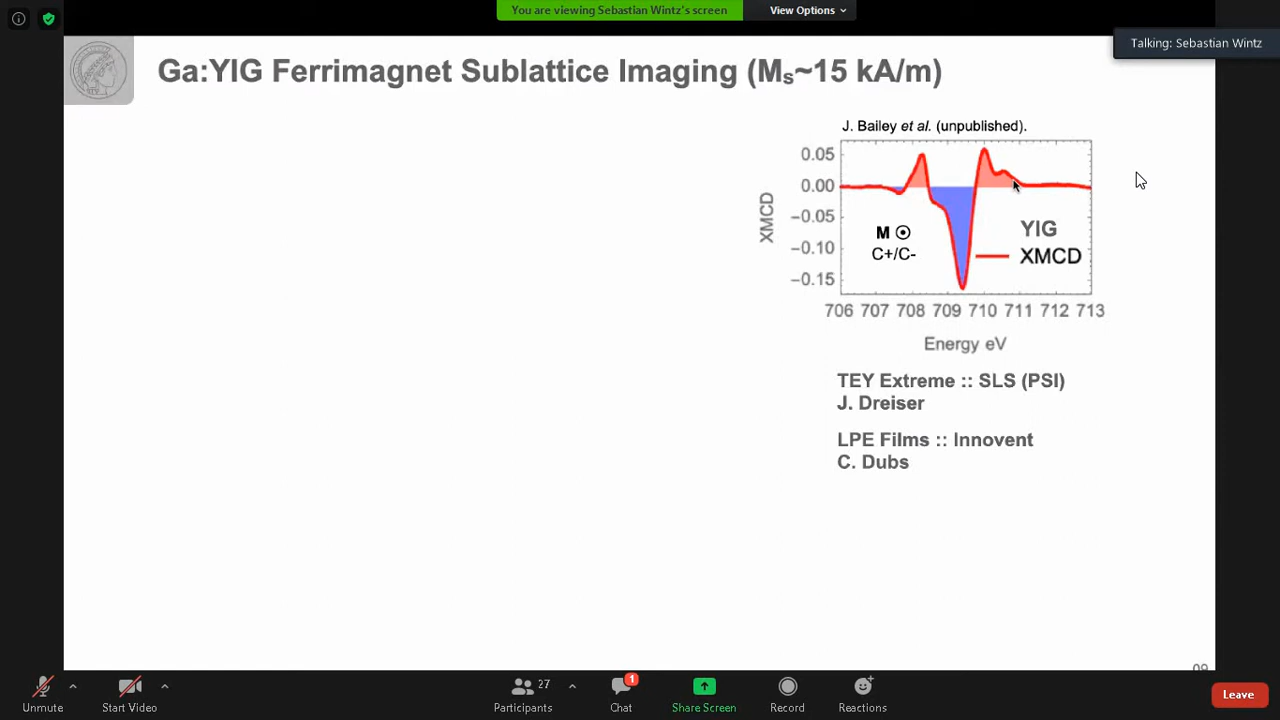 You are viewing Sebastian Wintz's screen
View Options
Talking: Sebastian Wintz
Ga:YIG Ferrimagnet Sublattice Imaging (Ms~15 kA/m)
J. Bailey et al. (unpublished).
0.05
0.00
−0.05
−0.10
−0.15
XMCD
M ⊙
C+/C-
YIG
XMCD
706 707 708 709 710 711 712 713
Energy eV
TEY Extreme :: SLS (PSI)
J. Dreiser
LPE Films :: Innovent
C. Dubs
09
Unmute
Start Video
27
Participants
1
Chat
Share Screen
Record
Reactions
Leave